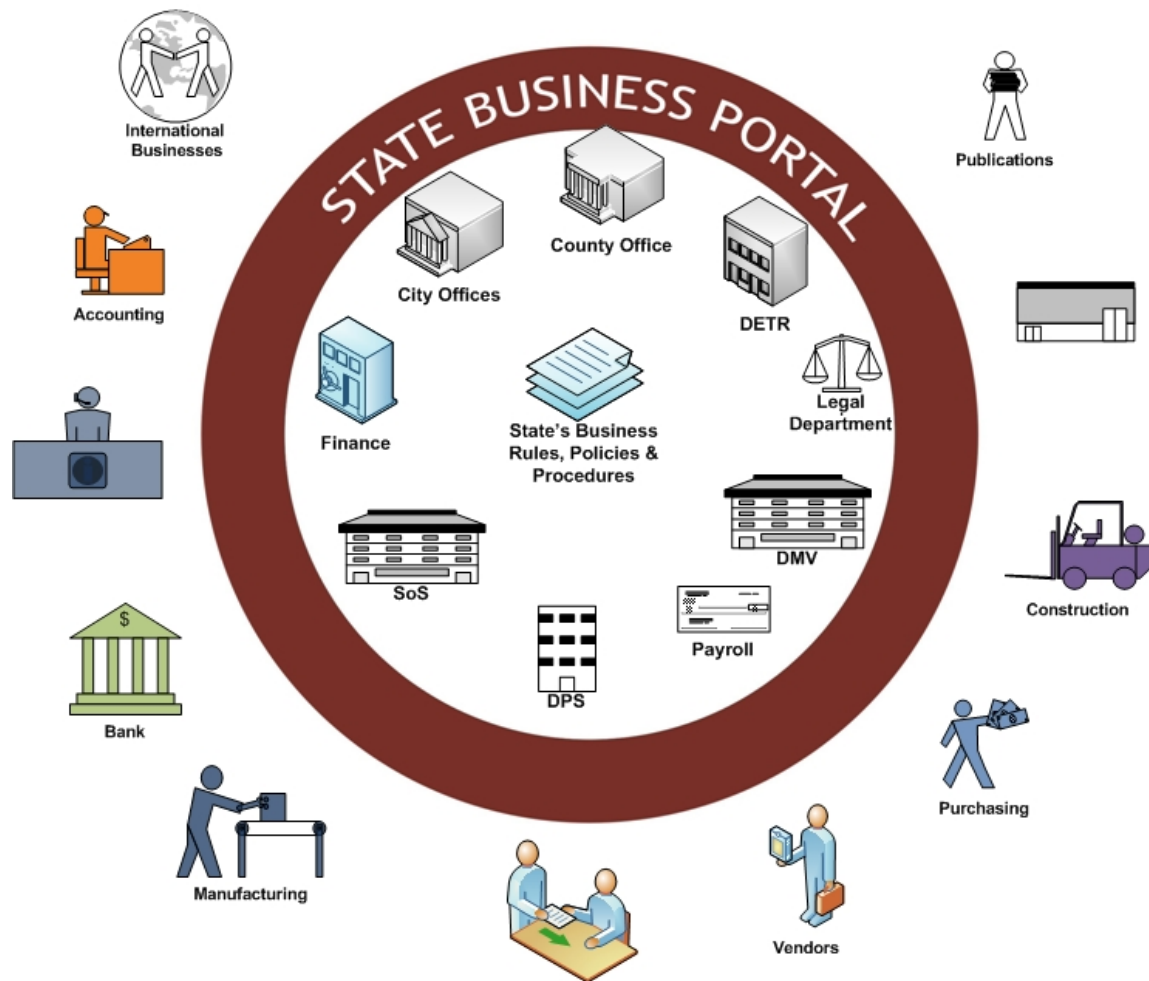 STATE BUSINESS PORTAL
International
Businesses
Publications
County Office
City Offices
Accounting
DETR
Legal
Department
Finance
State's Business
Rules, Policies &
Procedures
DMV
SoS
Construction
Payroll
$
Bank
DPS
Purchasing
Manufacturing
Vendors